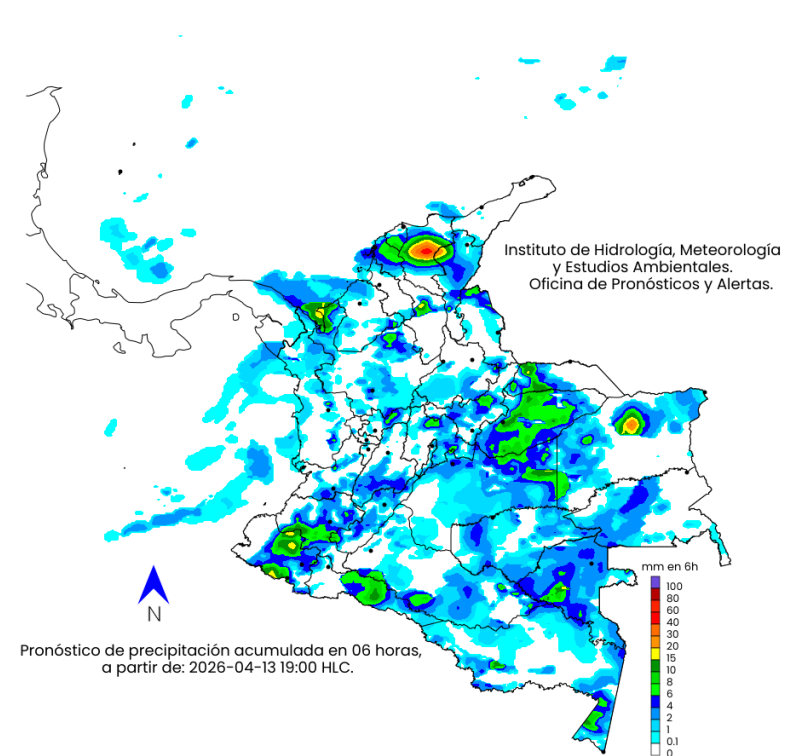 Instituto de Hidrología, Meteorología
y Estudios Ambientales.
Oficina de Pronósticos y Alertas.
mm en 6h
100
80
60
40
30
20
15
10
8
6
4
2
1
0.1
0
N
Pronóstico de precipitación acumulada en 06 horas,
a partir de: 2026-04-13 19:00 HLC.